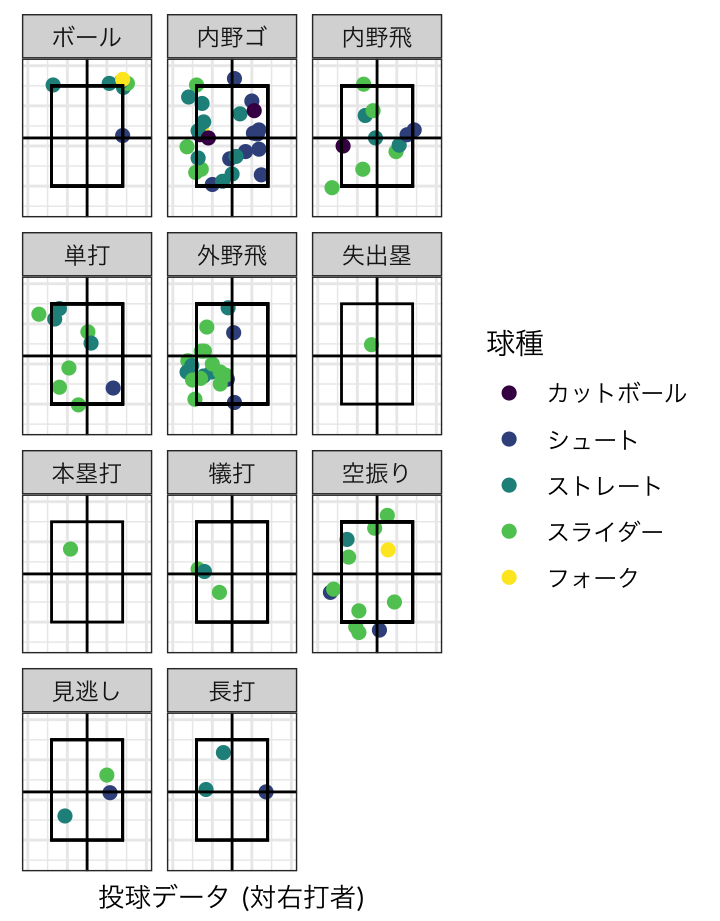 ボール
内野ゴ
内野飛
単打
外野飛
失出塁
本塁打
犠打
空振り
見逃し
長打
球種
カットボール
シュート
ストレート
スライダー
フォーク
投球データ (対右打者)